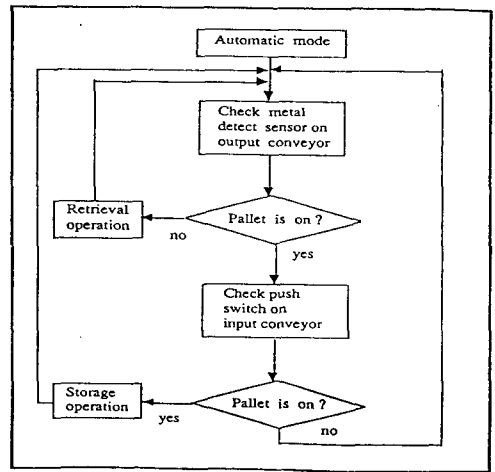 Automatic mode
Check metal
detect sensor on
output conveyor
Pallet is on ?
Retrieval
operation
no
yes
Check push
switch on
input conveyor
Pallet is on ?
Storage
operation
yes
no